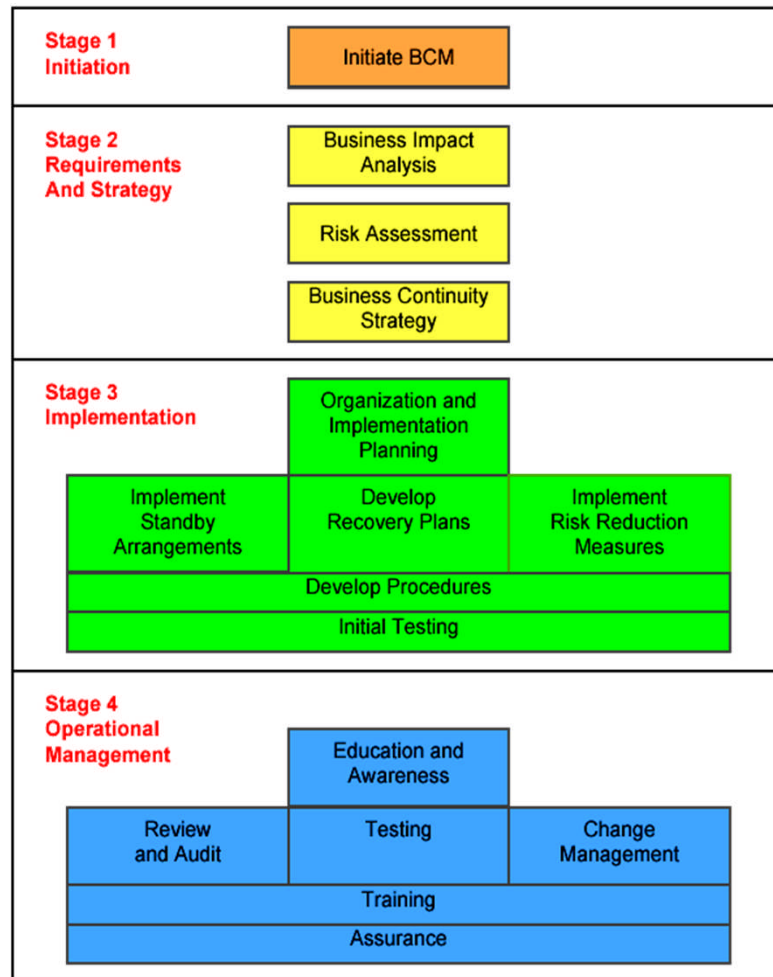 Stage 1
Initiation
Initiate BCM
Stage 2
Requirements
And Strategy
Business Impact
Analysis
Risk Assessment
Business Continuity
Strategy
Stage 3
Implementation
Organization and
Implementation
Planning
Implement
Standby
Arrangements
Develop
Recovery Plans
Implement
Risk Reduction
Measures
Develop Procedures
Initial Testing
Stage 4
Operational
Management
Education and
Awareness
Review
and Audit
Testing
Change
Management
Training
Assurance